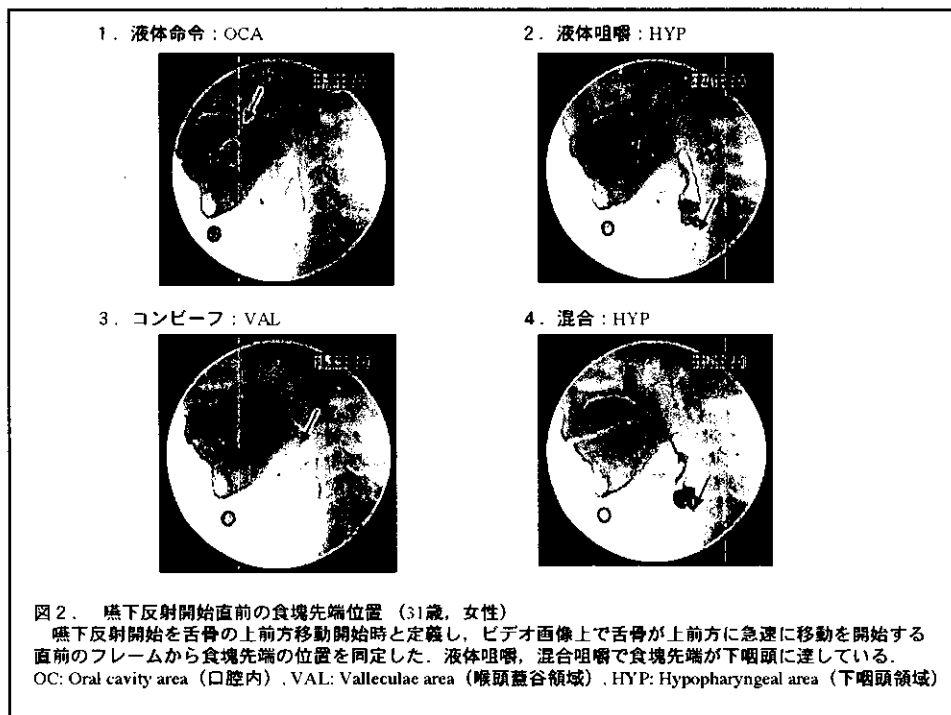 1．液体命令：OCA
2．液体咀嚼：HYP
3．コンビーフ：VAL
4．混合：HYP
図2． 嚥下反射開始直前の食塊先端位置（31歳，女性）
嚥下反射開始を舌骨の上前方移動開始時と定義し，ビデオ画像上で舌骨が上前方に急速に移動を開始する
直前のフレームから食塊先端の位置を同定した．液体咀嚼，混合咀嚼で食塊先端が下咽頭に達している．
OC: Oral cavity area（口腔内）, VAL: Valleculae area（喉頭蓋谷領域）, HYP: Hypopharyngeal area（下咽頭領域）